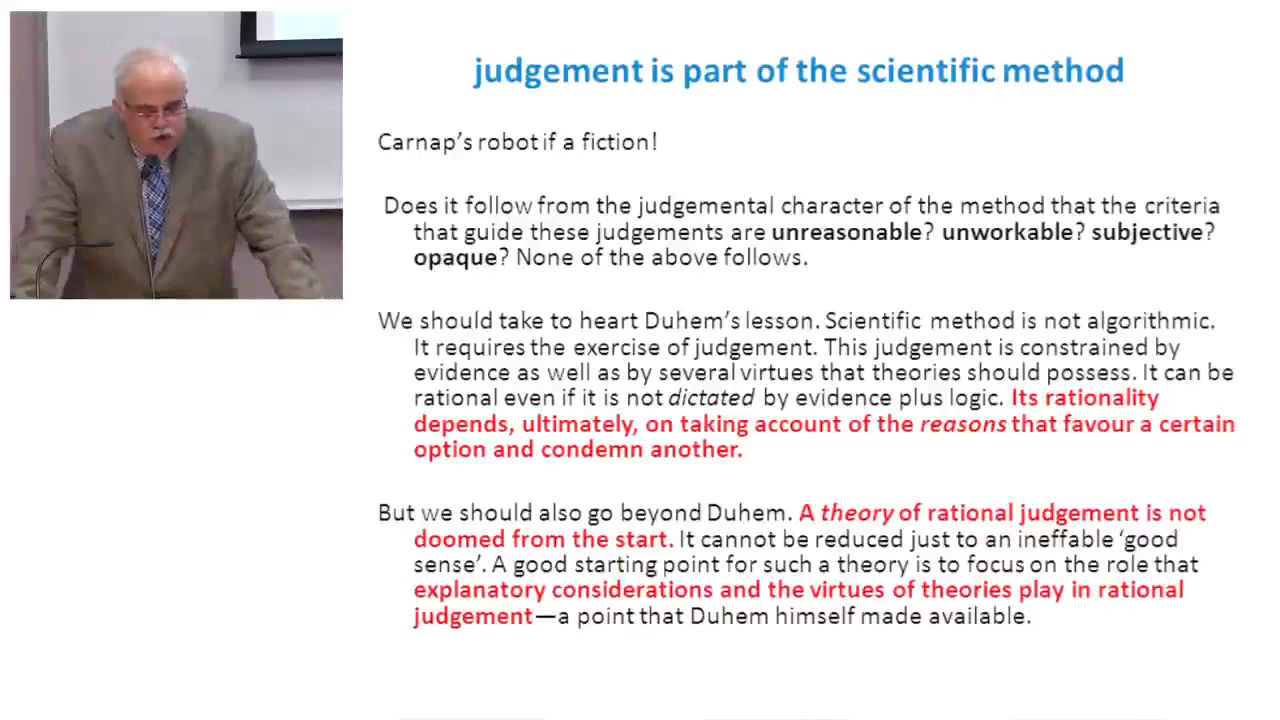 judgement is part of the scientific method
Carnap’s robot if a fiction!
Does it follow from the judgemental character of the method that the criteria
that guide these judgements are unreasonable? unworkable? subjective?
opaque? None of the above follows.
We should take to heart Duhem’s lesson. Scientific method is not algorithmic.
It requires the exercise of judgement. This judgement is constrained by
evidence as well as by several virtues that theories should possess. It can be
rational even if it is not dictated by evidence plus logic. Its rationality
depends, ultimately, on taking account of the reasons that favour a certain
option and condemn another.
But we should also go beyond Duhem. A theory of rational judgement is not
doomed from the start. It cannot be reduced just to an ineffable ‘good
sense’. A good starting point for such a theory is to focus on the role that
explanatory considerations and the virtues of theories play in rational
judgement—a point that Duhem himself made available.